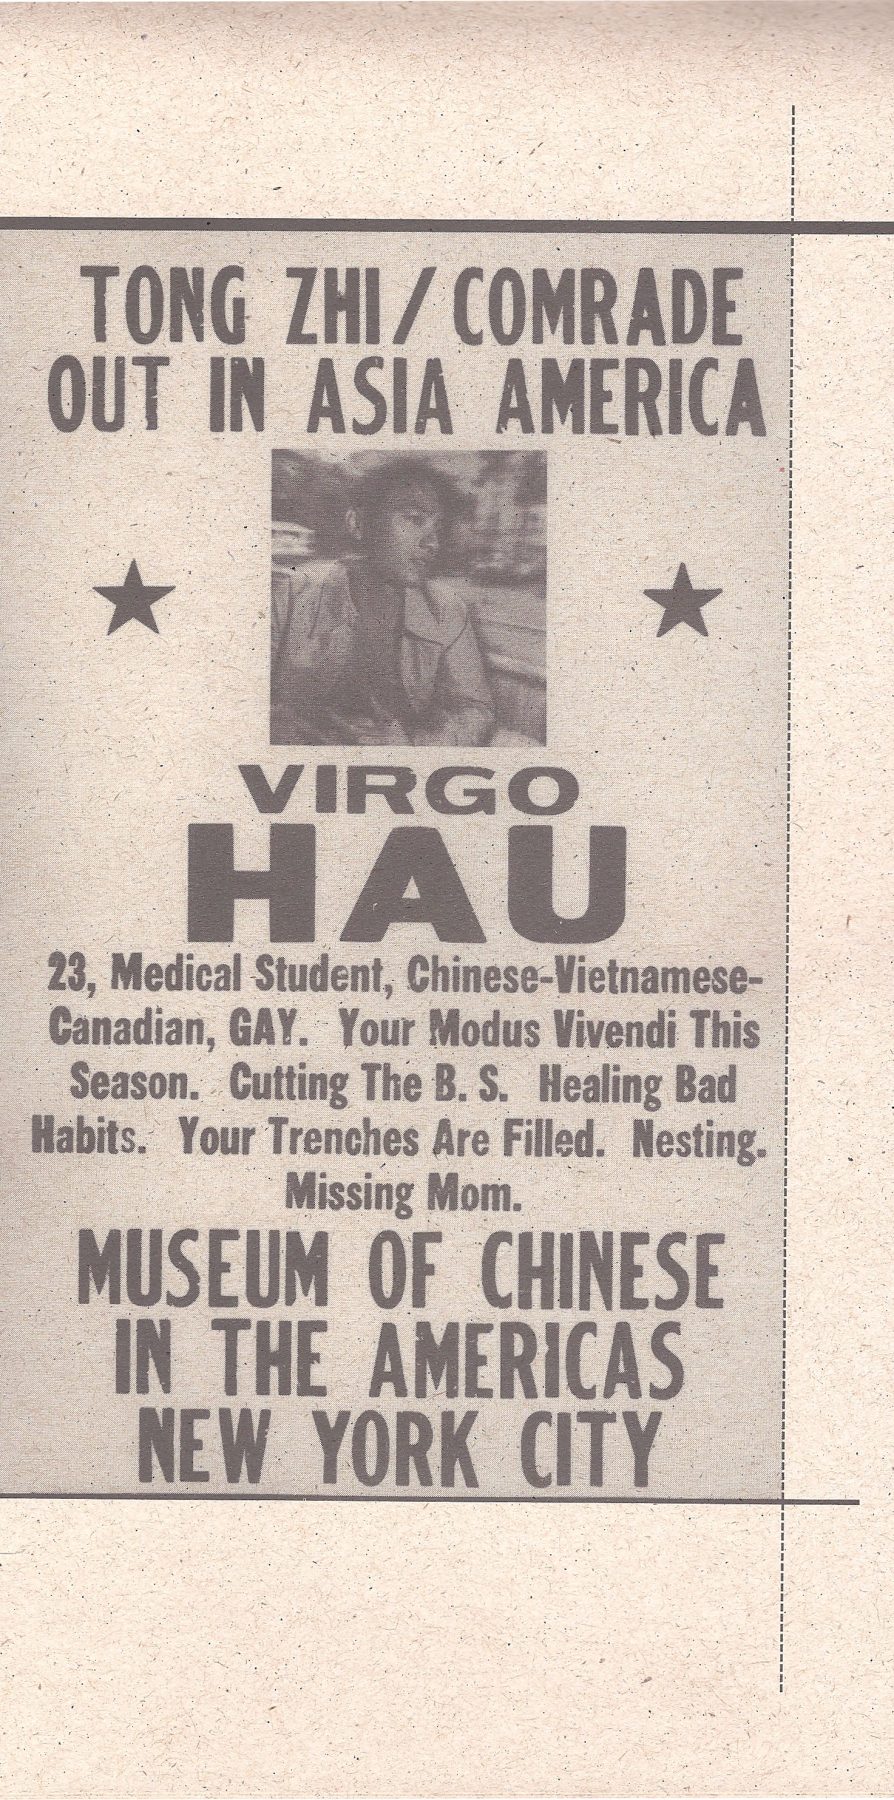 TONG ZHI / COMRADE
OUT IN ASIA AMERICA
VIRGO
HAU
23, Medical Student, Chinese-Vietnamese-
Canadian, GAY. Your Modus Vivendi This
Season. Cutting The B. S. Healing Bad
Habits. Your Trenches Are Filled. Nesting.
Missing Mom.
MUSEUM OF CHINESE
IN THE AMERICAS
NEW YORK CITY